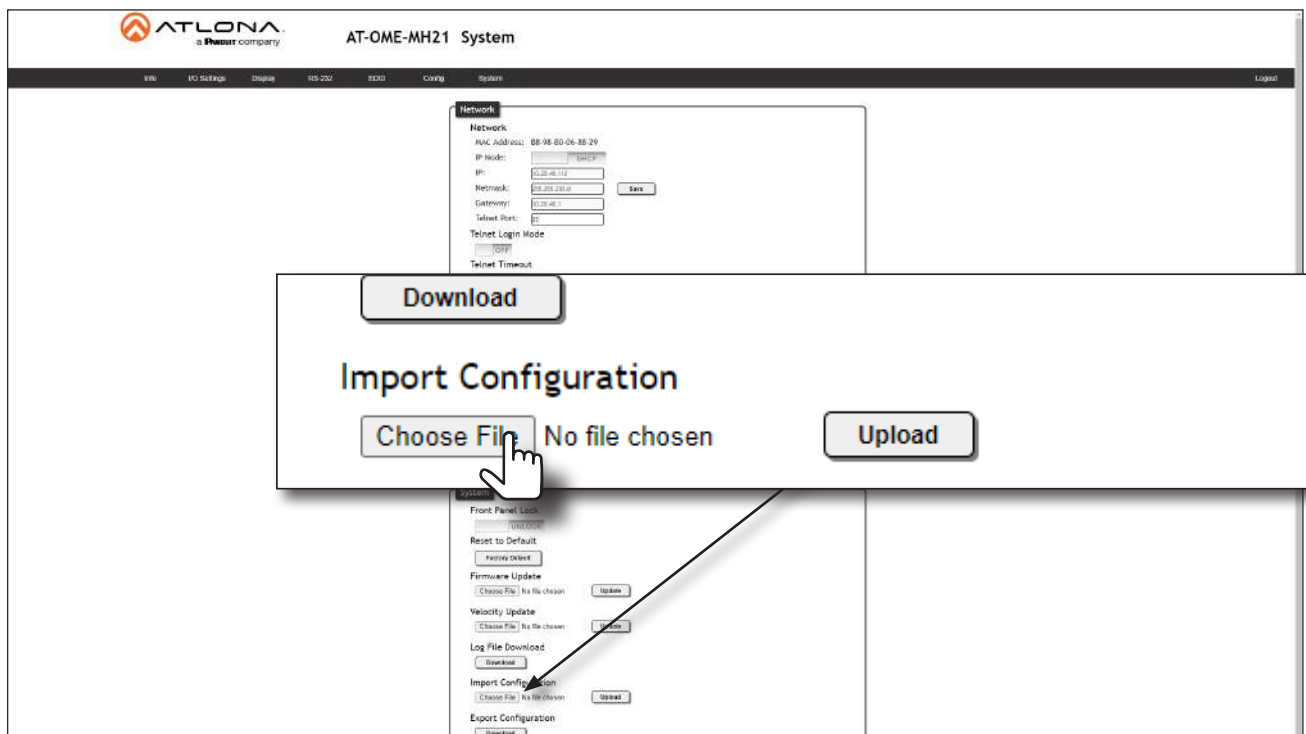 ATLONA.
a PANDUIT company
AT-OME-MH21 System
Info I/O Settings Display RS-232 EDID Config System Logout
Network
Network
MAC Address: B8-98-B0-06-88-29
IP Mode: DHCP
IP:
Netmask: Save
Gateway:
Telnet Port:
Telnet Login Mode
OFF
Telnet Timeout
Download
Import Configuration
Choose File No file chosen Upload
System
Front Panel Lock
UNLOCK
Reset to Default
Factory Default
Firmware Update
Choose File No file chosen Update
Velocity Update
Choose File No file chosen Update
Log File Download
Download
Import Configuration
Choose File No file chosen Upload
Export Configuration
Download